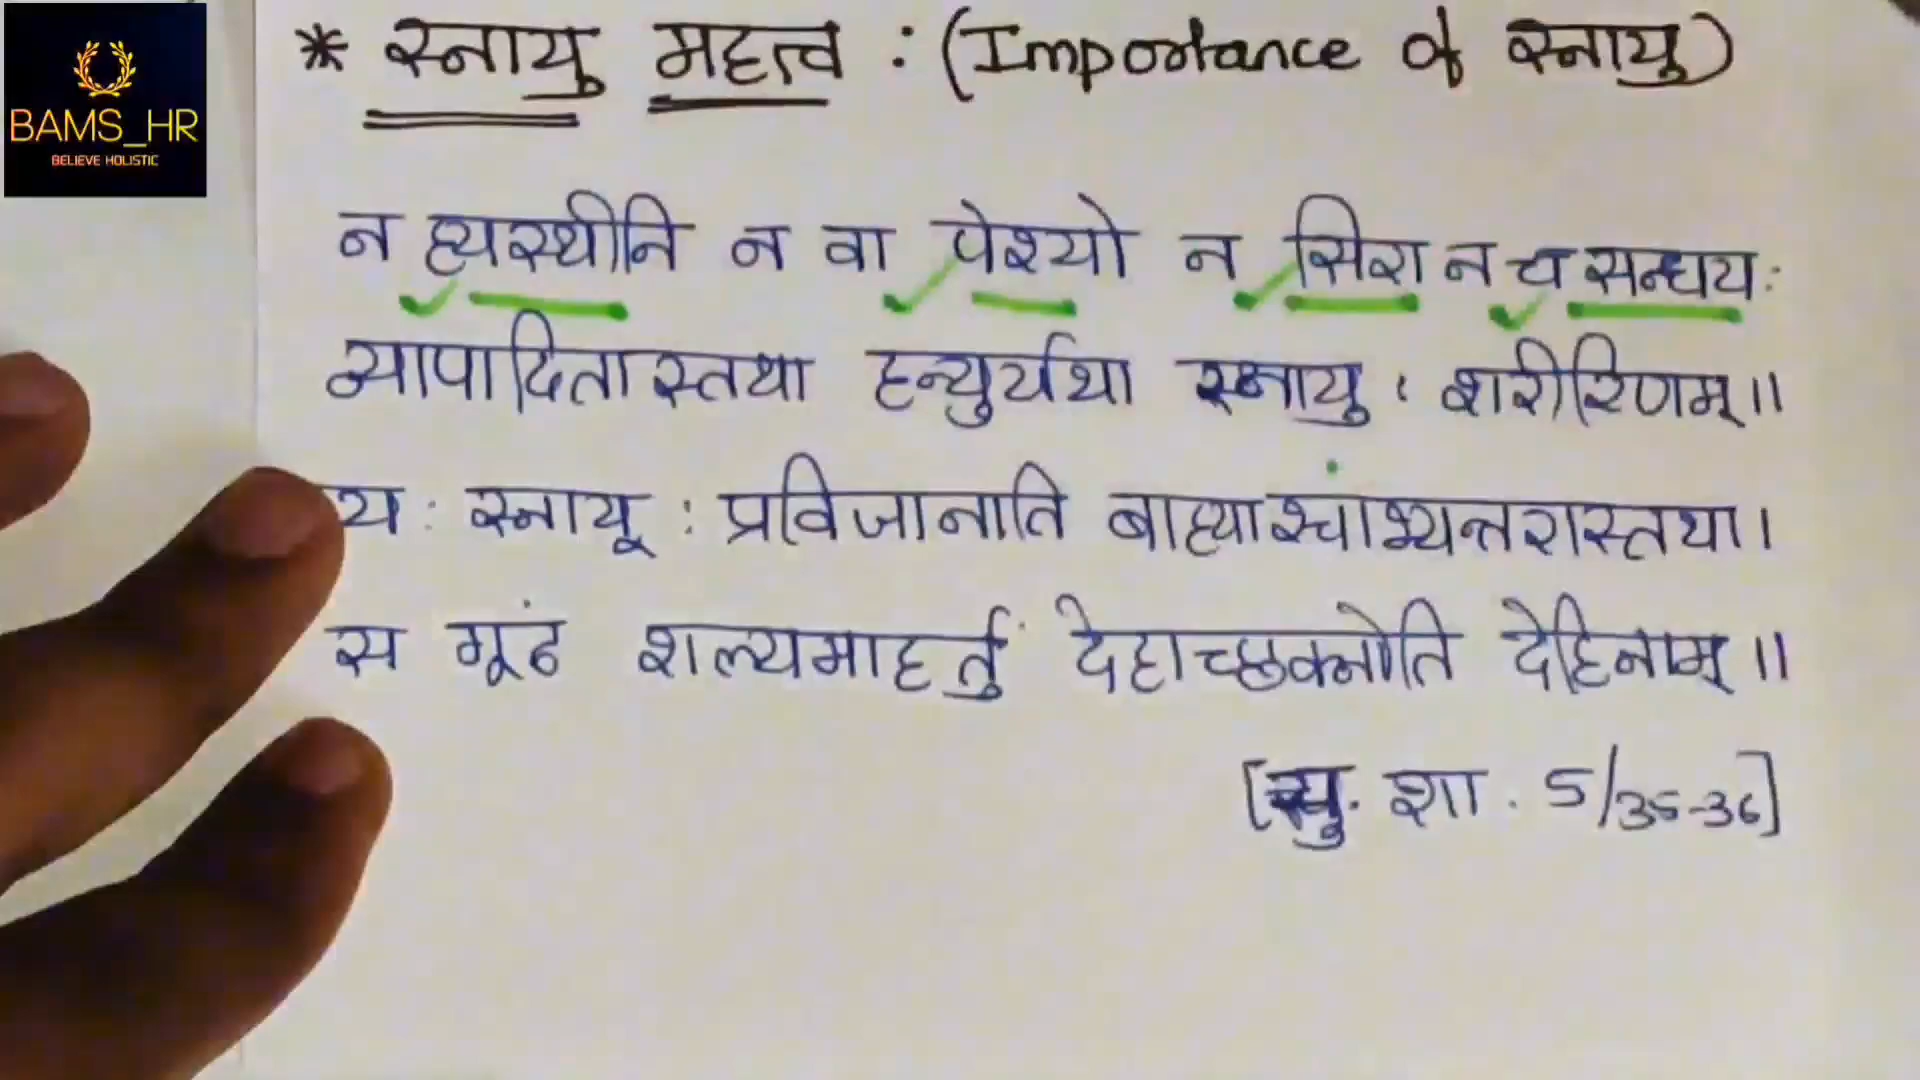 BAMS_HR
BELIEVE HOLISTIC
* स्नायु महत्व : (Importance of स्नायु)
न ह्यस्थीनि न वा पेश्यो न सिरा न च सन्धयः
व्यापादितास्तथा हन्युर्यथा स्नायुः शरीरिणम् ॥
यः स्नायूः प्रविजानाति बाह्याश्चाभ्यन्तरास्तथा ।
स गूढं शल्यमाहर्तुं देहाच्छक्नोति देहिनाम् ॥
[सु. शा. 5/35-36]